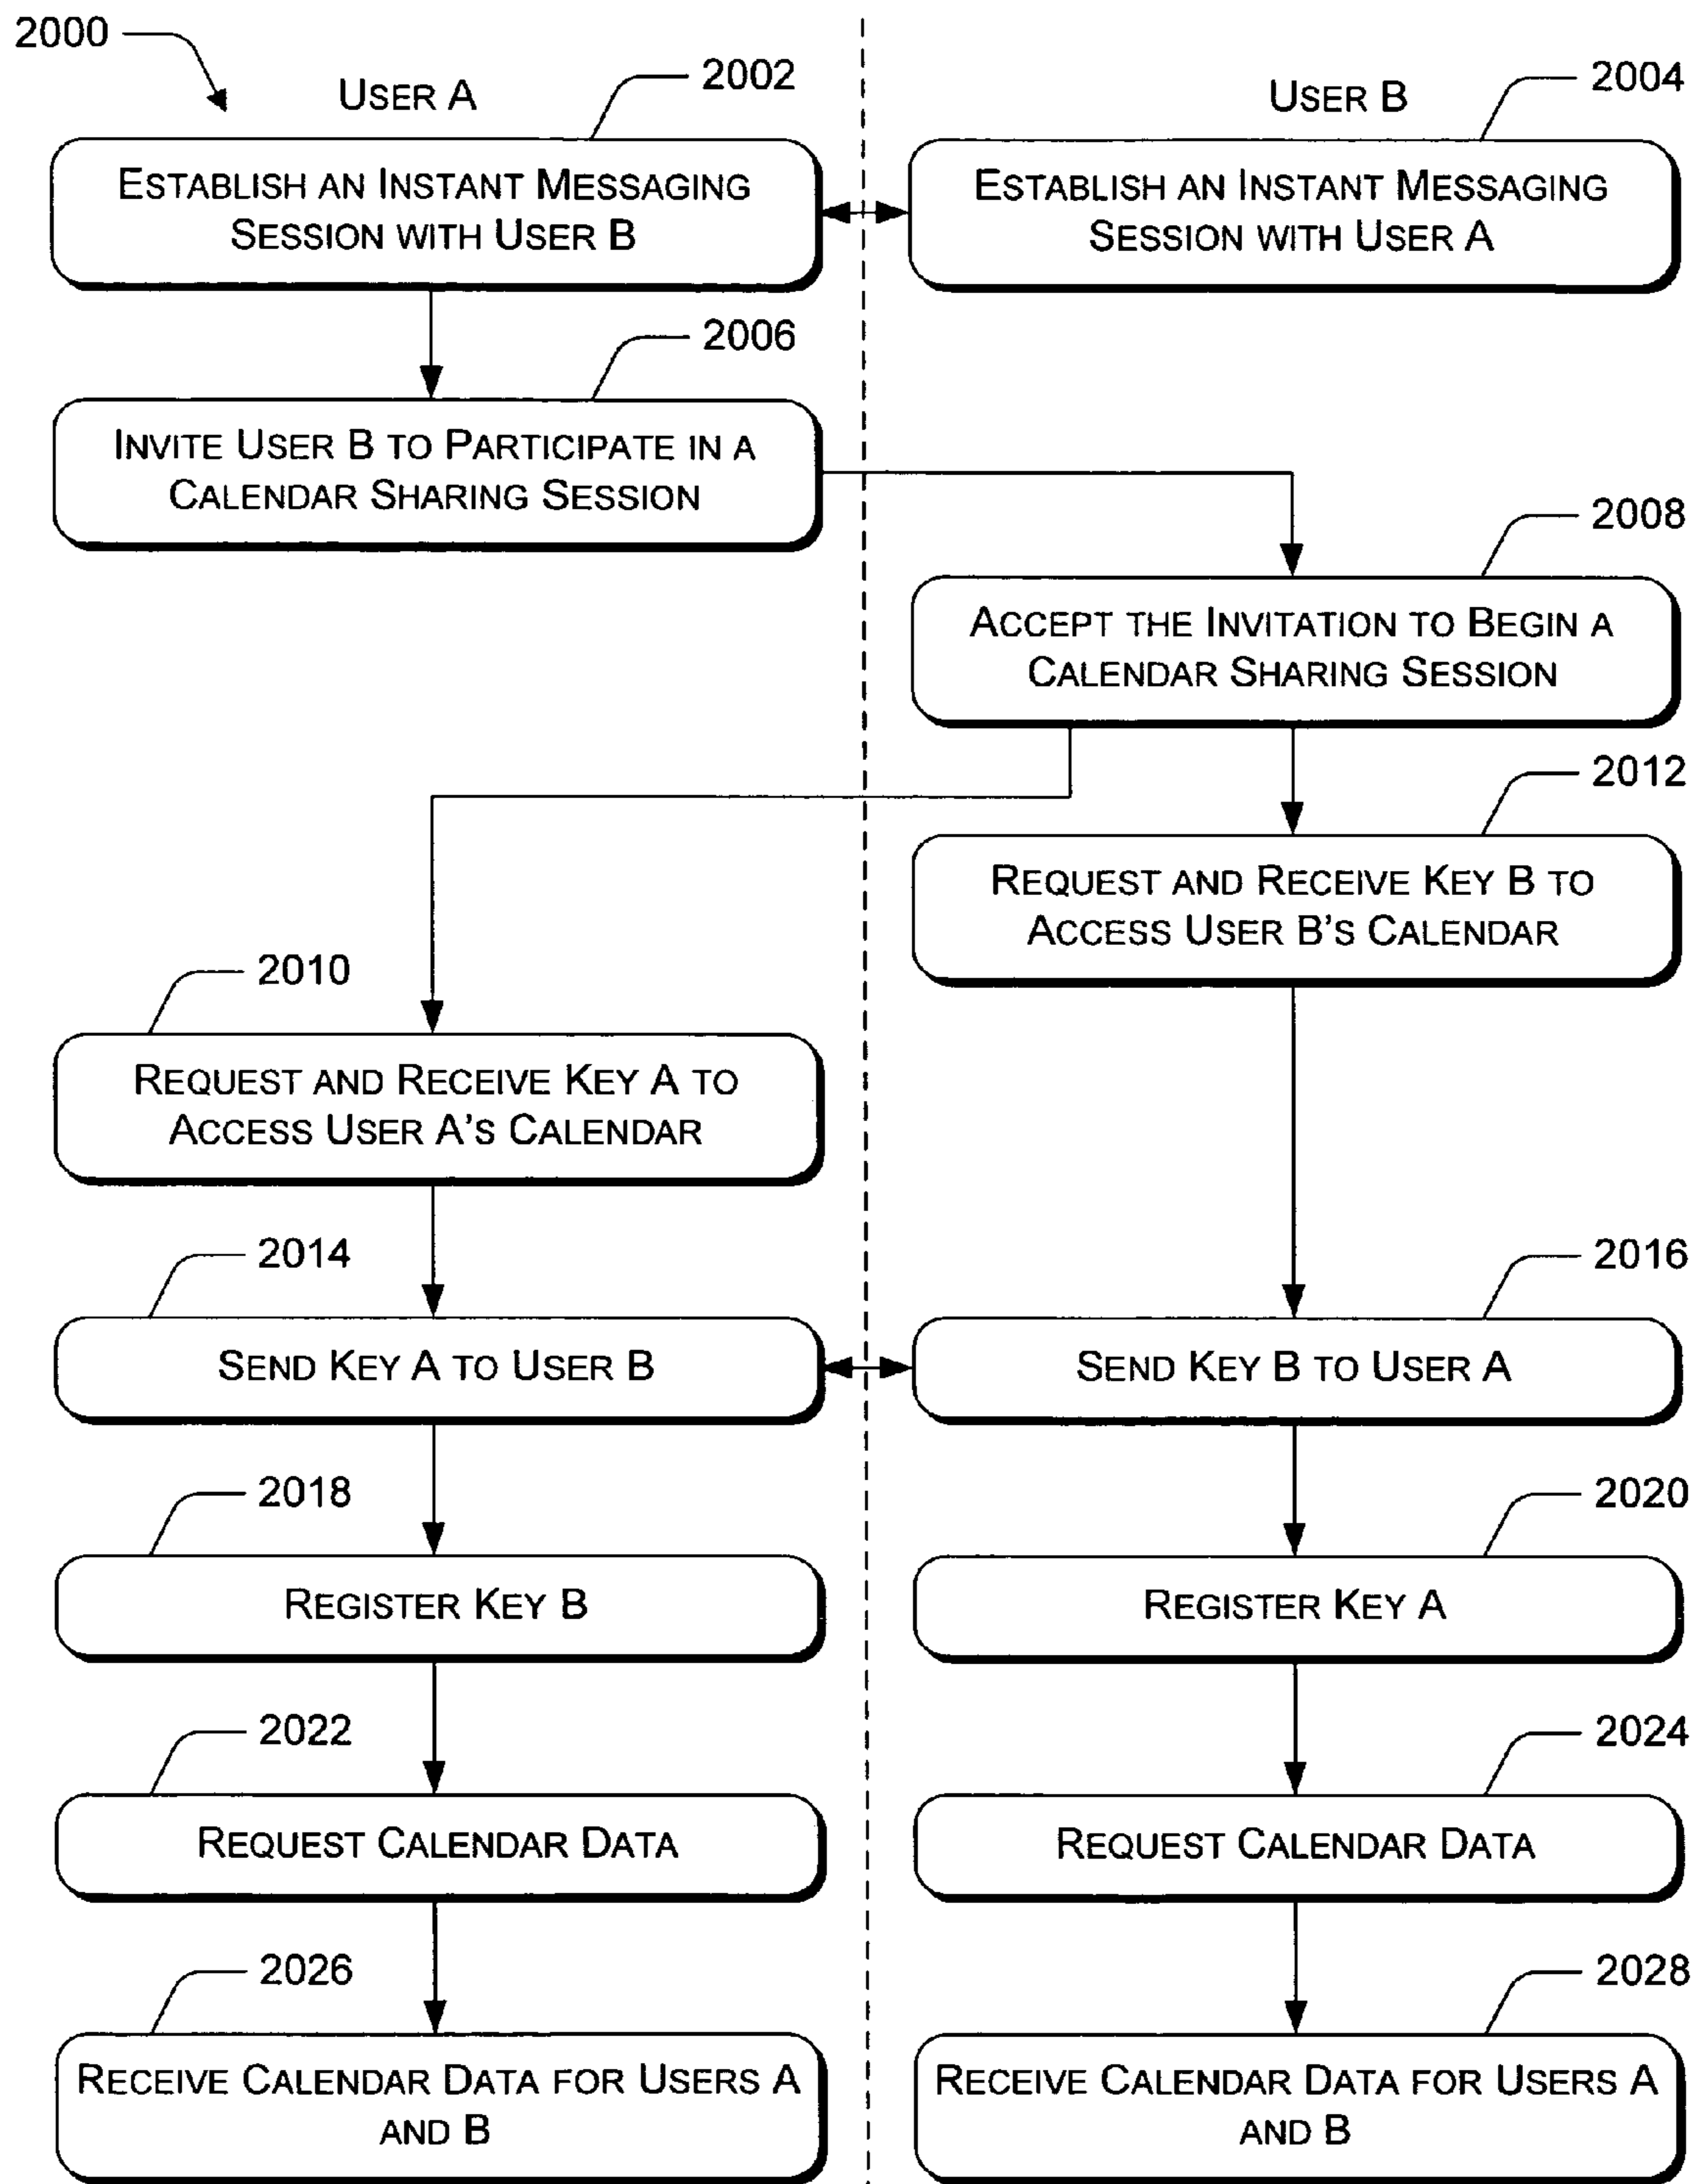 2000
USER A
2002
USER B
2004
ESTABLISH AN INSTANT MESSAGING
SESSION WITH USER B
ESTABLISH AN INSTANT MESSAGING
SESSION WITH USER A
2006
INVITE USER B TO PARTICIPATE IN A
CALENDAR SHARING SESSION
2008
ACCEPT THE INVITATION TO BEGIN A
CALENDAR SHARING SESSION
2012
REQUEST AND RECEIVE KEY B TO
ACCESS USER B'S CALENDAR
2010
REQUEST AND RECEIVE KEY A TO
ACCESS USER A'S CALENDAR
2014
SEND KEY A TO USER B
2016
SEND KEY B TO USER A
2018
REGISTER KEY B
2020
REGISTER KEY A
2022
REQUEST CALENDAR DATA
2024
REQUEST CALENDAR DATA
2026
RECEIVE CALENDAR DATA FOR USERS A
AND B
2028
RECEIVE CALENDAR DATA FOR USERS A
AND B